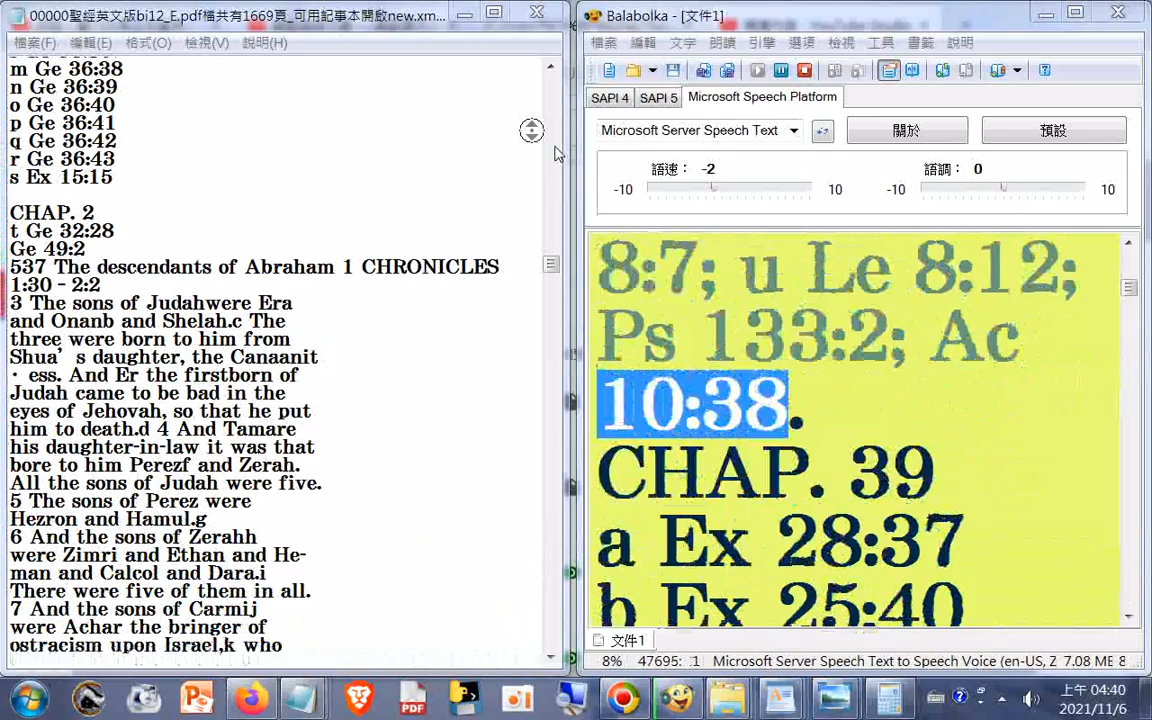 00000聖經英文版bi12_E.pdf檔共有1669頁_可用記事本開啟new.xm...
檔案(F) 編輯(E) 格式(O) 檢視(V) 說明(H)
m Ge 36:38
n Ge 36:39
o Ge 36:40
p Ge 36:41
q Ge 36:42
r Ge 36:43
s Ex 15:15
CHAP. 2
t Ge 32:28
Ge 49:2
537 The descendants of Abraham 1 CHRONICLES
1:30 - 2:2
3 The sons of Judahwere Era
and Onanb and Shelah.c The
three were born to him from
Shua's daughter, the Canaanit
· ess. And Er the firstborn of
Judah came to be bad in the
eyes of Jehovah, so that he put
him to death.d 4 And Tamare
his daughter-in-law it was that
bore to him Perezf and Zerah.
All the sons of Judah were five.
5 The sons of Perez were
Hezron and Hamul.g
6 And the sons of Zerahh
were Zimri and Ethan and He-
man and Calcol and Dara.i
There were five of them in all.
7 And the sons of Carmij
were Achar the bringer of
ostracism upon Israel,k who
Balabolka - [文件1]
檔案 編輯 文字 朗讀 引擎 選項 檢視 工具 書籤 說明
SAPI 4 SAPI 5 Microsoft Speech Platform
Microsoft Server Speech Text 關於 預設
語速： -2 語調： 0
-10 10 -10 10
8:7; u Le 8:12;
Ps 133:2; Ac
10:38.
CHAP. 39
a Ex 28:37
b Ex 25:40
文件1
8% 47695: 1 Microsoft Server Speech Text to Speech Voice (en-US, Z 7.08 MB 8
PDF
上午 04:40
2021/11/6